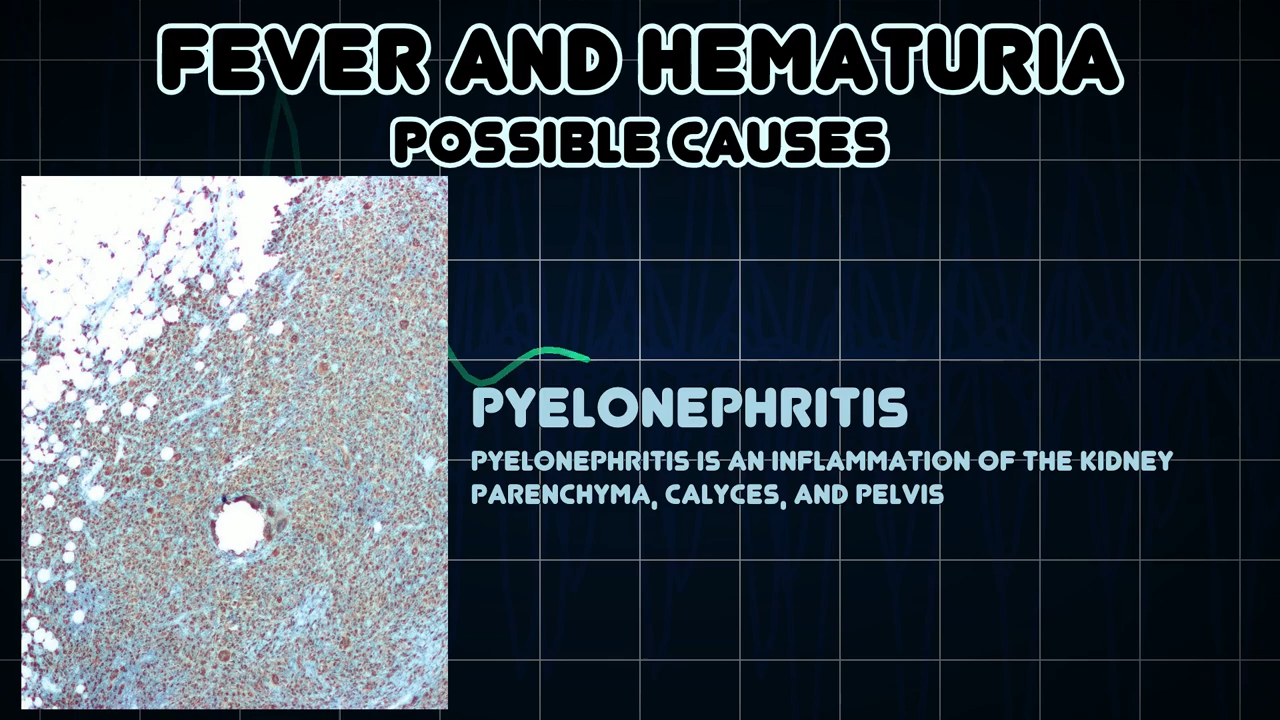 FEVER AND HEMATURIA
POSSIBLE CAUSES
PYELONEPHRITIS
PYELONEPHRITIS IS AN INFLAMMATION OF THE KIDNEY
PARENCHYMA, CALYCES, AND PELVIS